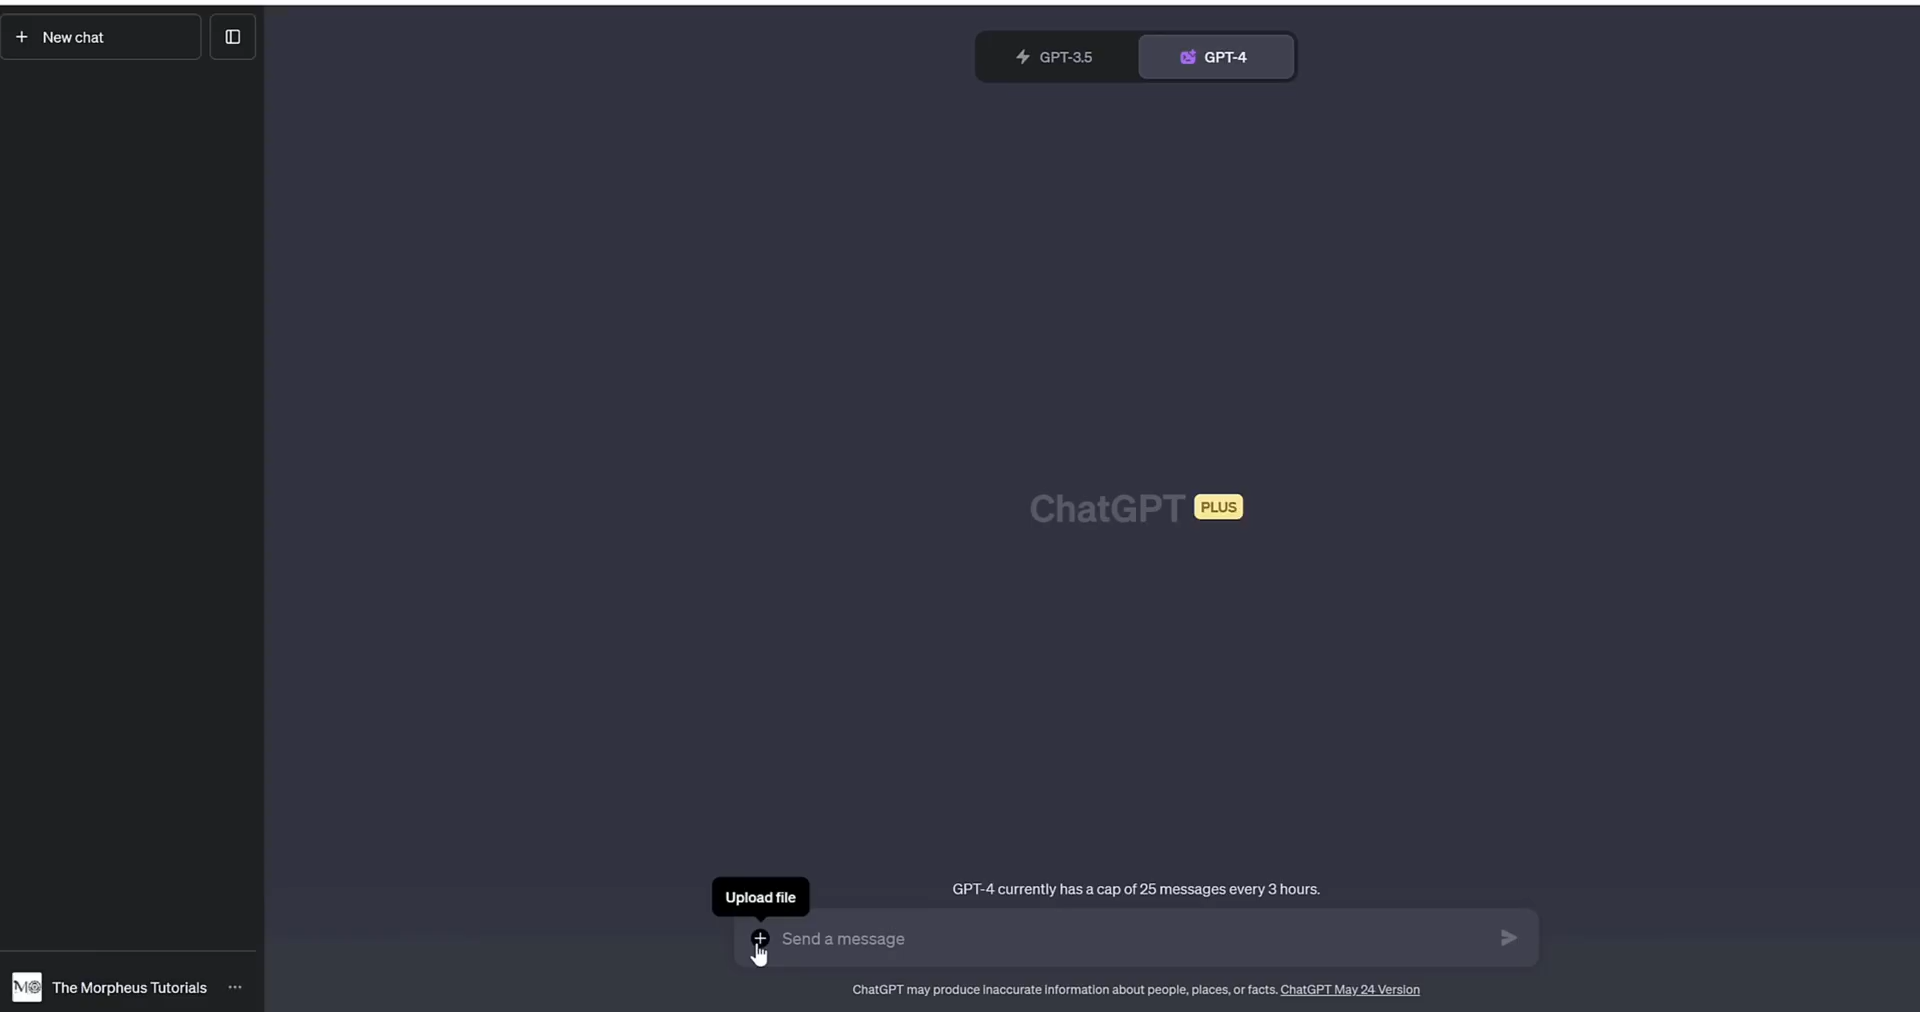 New chat
GPT-3.5
GPT-4
ChatGPT PLUS
GPT-4 currently has a cap of 25 messages every 3 hours.
Upload file
Send a message
The Morpheus Tutorials
ChatGPT may produce inaccurate information about people, places, or facts. ChatGPT May 24 Version